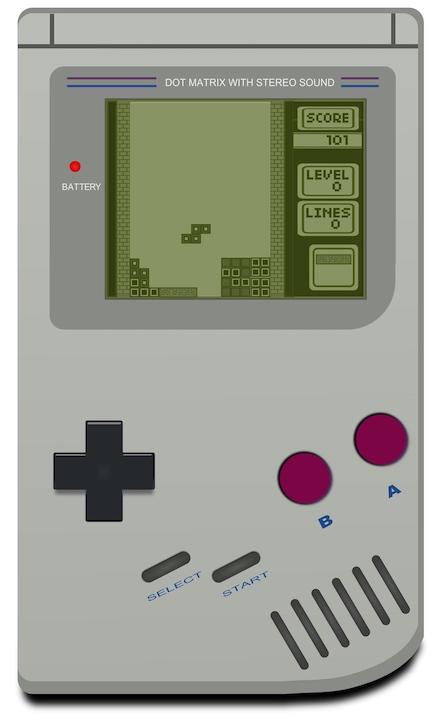 DOT MATRIX WITH STEREO SOUND
SCORE
101
BATTERY
LEVEL
0
LINES
0
A
B
SELECT
START